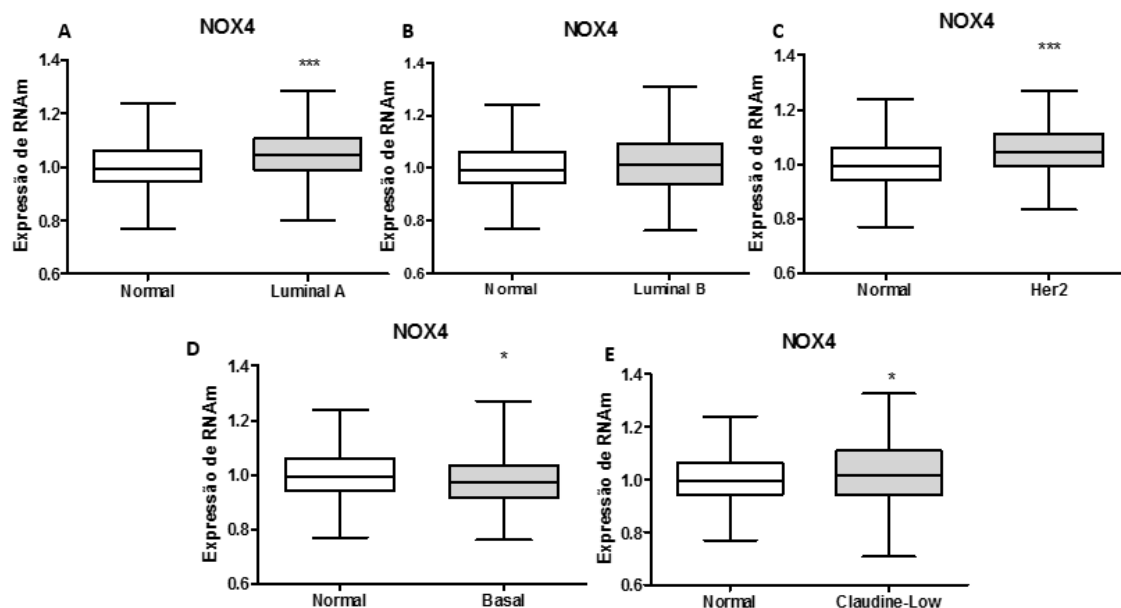 A
NOX4
***
Expressão de RNAm
1.4
1.2
1.0
0.8
0.6
Normal
Luminal A
B
NOX4
Expressão de RNAm
1.4
1.2
1.0
0.8
0.6
Normal
Luminal B
C
NOX4
***
Expressão de RNAm
1.4
1.2
1.0
0.8
0.6
Normal
Her2
D
NOX4
*
Expressão de RNAm
1.4
1.2
1.0
0.8
0.6
Normal
Basal
E
NOX4
*
Expressão de RNAm
1.4
1.2
1.0
0.8
0.6
Normal
Claudine-Low